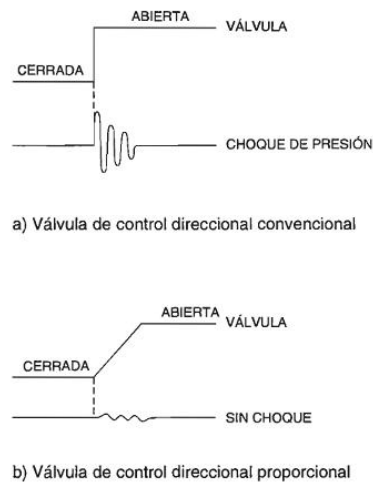 ABIERTA
VÁLVULA
CERRADA
CHOQUE DE PRESIÓN
a) Válvula de control direccional convencional
ABIERTA
VÁLVULA
CERRADA
SIN CHOQUE
b) Válvula de control direccional proporcional